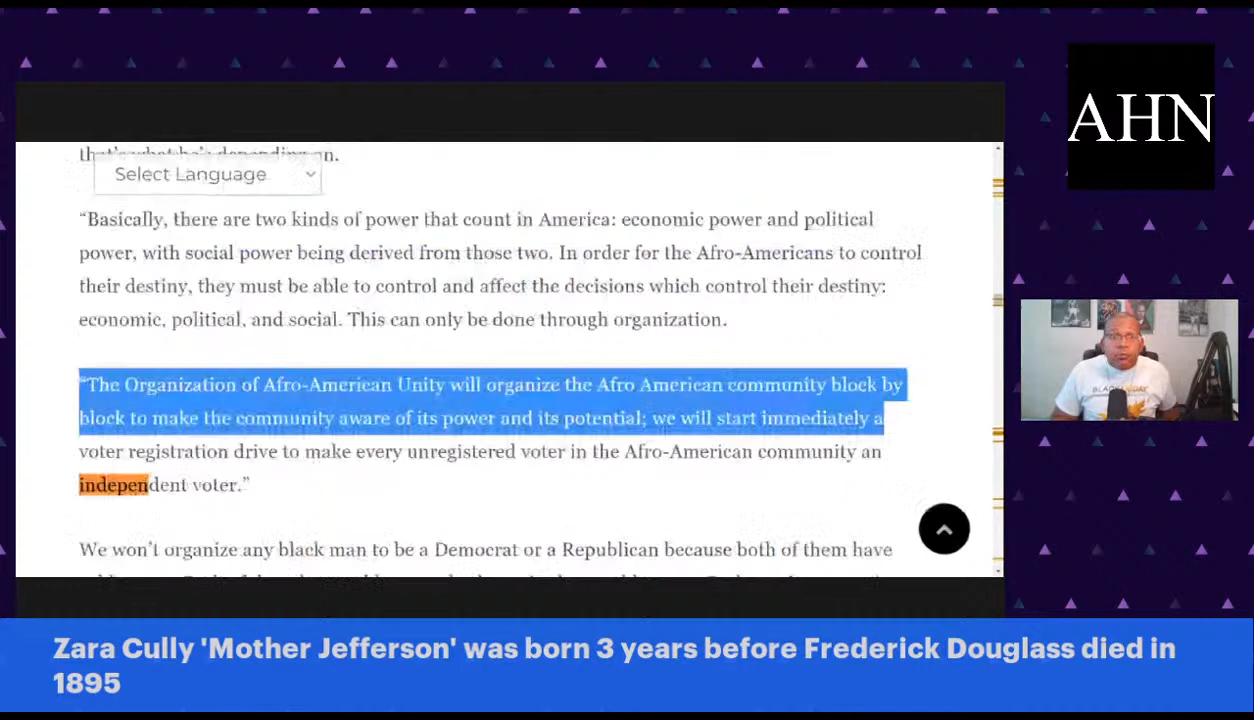 AHN
that's what he's depending on.
Select Language
“Basically, there are two kinds of power that count in America: economic power and political
power, with social power being derived from those two. In order for the Afro-Americans to control
their destiny, they must be able to control and affect the decisions which control their destiny:
economic, political, and social. This can only be done through organization.
“The Organization of Afro-American Unity will organize the Afro American community block by
block to make the community aware of its power and its potential; we will start immediately a
voter registration drive to make every unregistered voter in the Afro-American community an
independent voter.”
We won’t organize any black man to be a Democrat or a Republican because both of them have
Zara Cully 'Mother Jefferson' was born 3 years before Frederick Douglass died in
1895